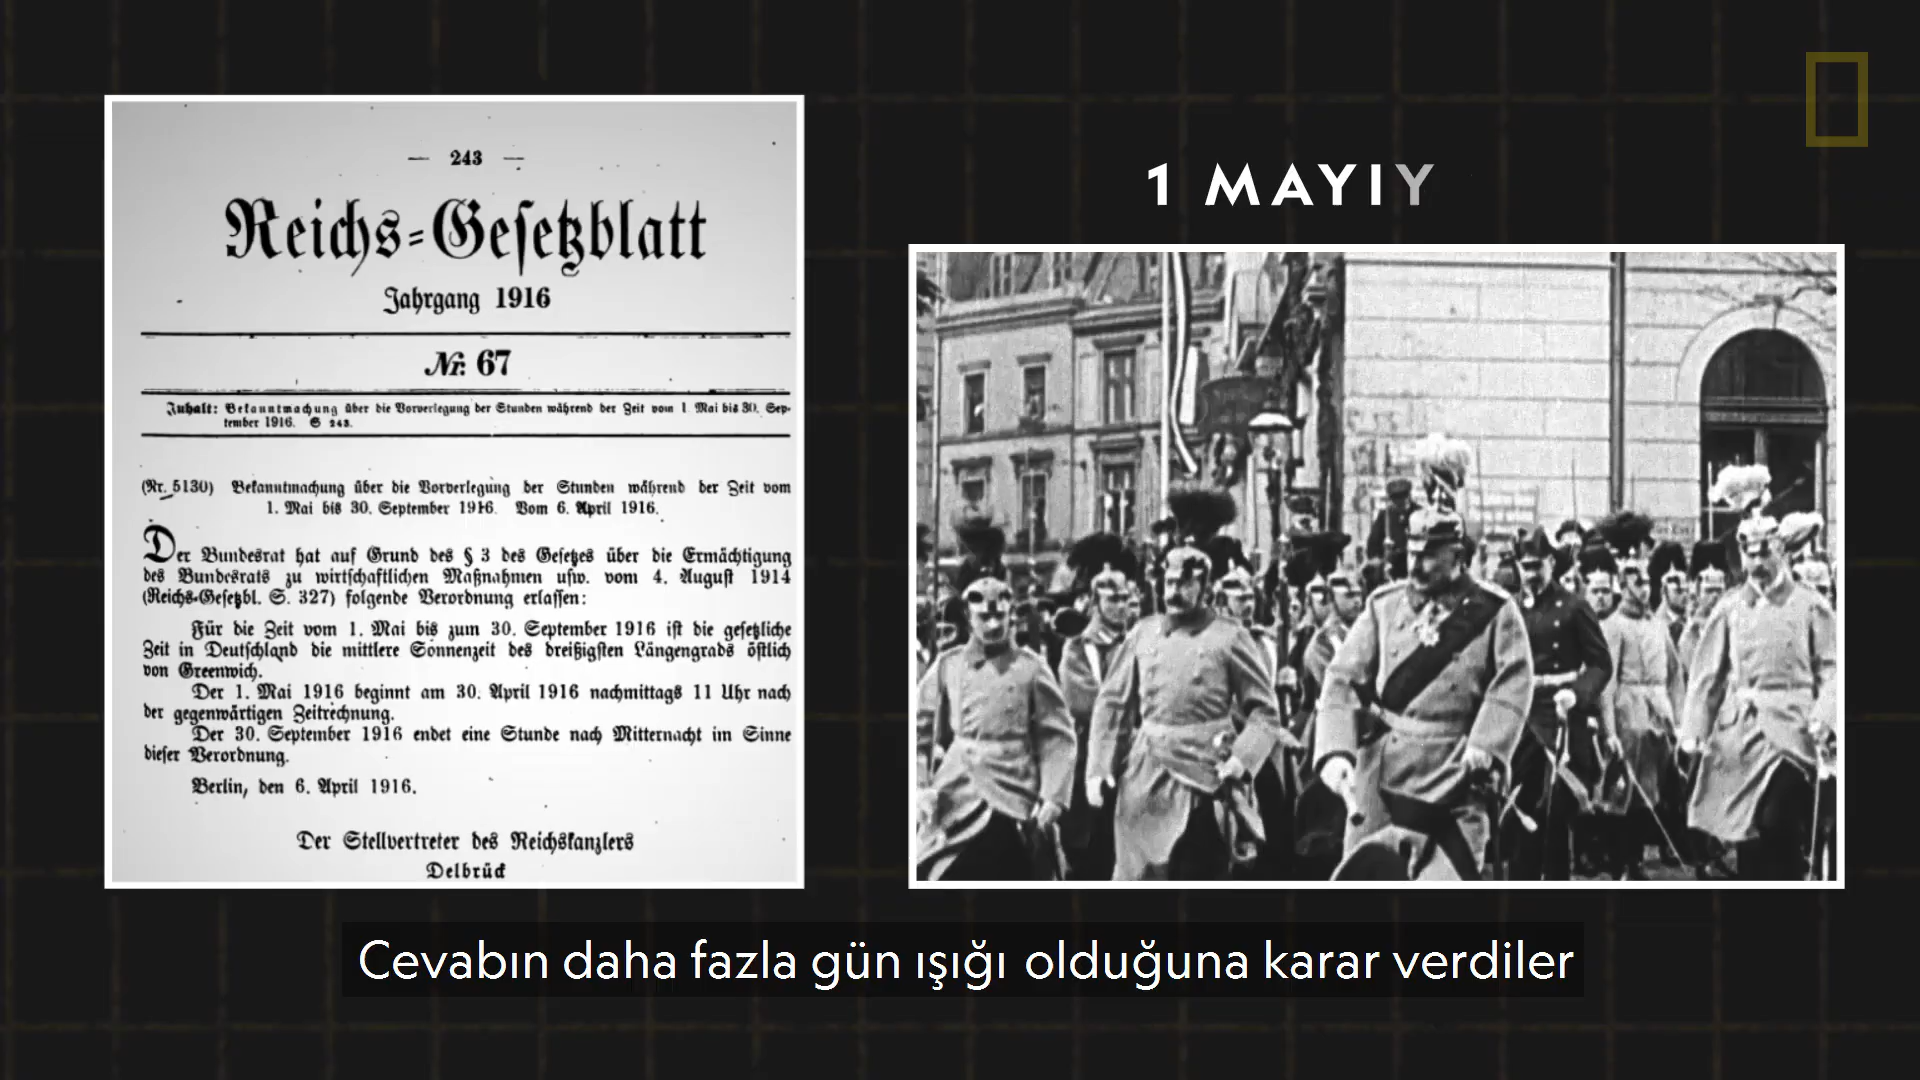 — 243 —
Reichs=Gesetzblatt
Jahrgang 1916
Nr. 67
Inhalt: Bekanntmachung über die Vorverlegung der Stunden während der Zeit vom 1. Mai bis 30. Sep-
tember 1916. S. 243.
(Nr. 5130) Bekanntmachung über die Vorverlegung der Stunden während der Zeit vom
1. Mai bis 30. September 1916. Vom 6. April 1916.
Der Bundesrat hat auf Grund des § 3 des Gesetzes über die Ermächtigung
des Bundesrats zu wirtschaftlichen Maßnahmen usw. vom 4. August 1914
(Reichs-Gesetzbl. S. 327) folgende Verordnung erlassen:
Für die Zeit vom 1. Mai bis zum 30. September 1916 ist die gesetzliche
Zeit in Deutschland die mittlere Sonnenzeit des dreißigsten Längengrads östlich
von Greenwich.
Der 1. Mai 1916 beginnt am 30. April 1916 nachmittags 11 Uhr nach
der gegenwärtigen Zeitrechnung.
Der 30. September 1916 endet eine Stunde nach Mitternacht im Sinne
dieser Verordnung.
Berlin, den 6. April 1916.
Der Stellvertreter des Reichskanzlers
Delbrück
1 MAYIY
Cevabın daha fazla gün ışığı olduğuna karar verdiler